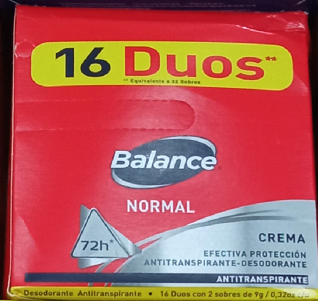 16 Duos**
** Equivalente a 32 Sobres
Balance
NORMAL
72h*
CREMA
EFECTIVA PROTECCIÓN
ANTITRANSPIRANTE-DESODORANTE
ANTITRANSPIRANTE
Desodorante Antitranspirante • 16 Duos con 2 sobres de 9g / 0,32oz